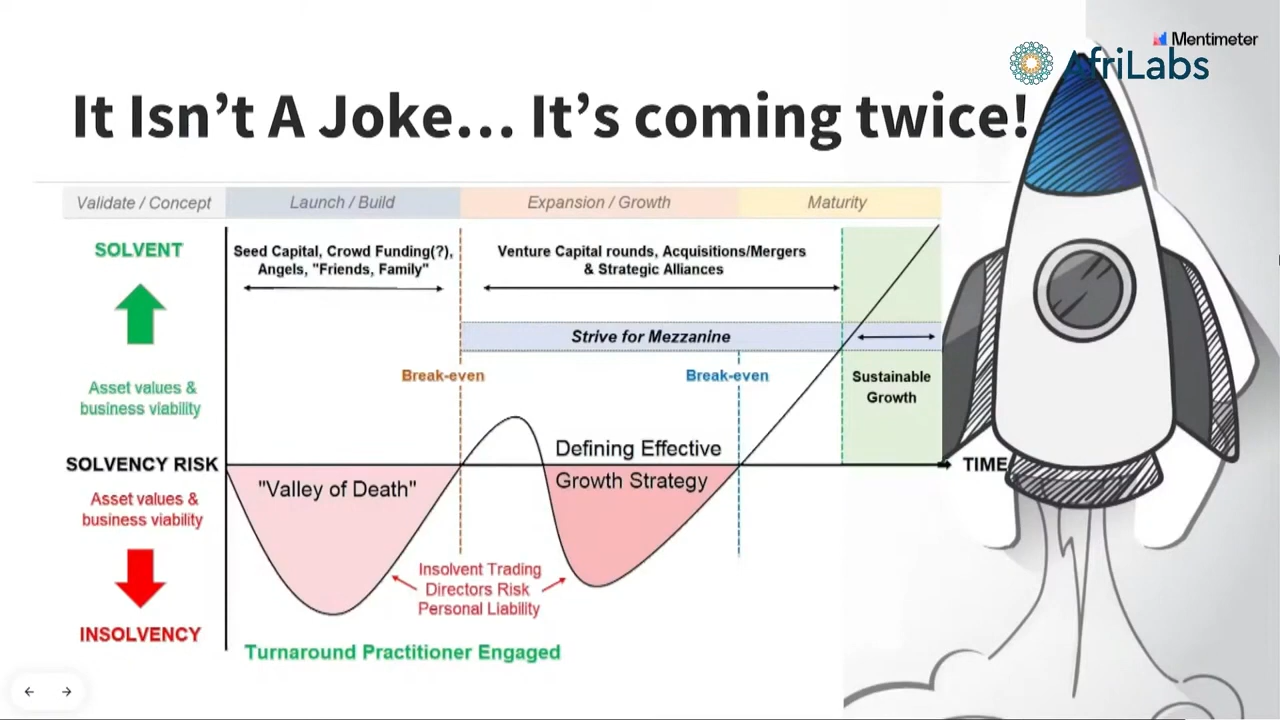 Mentimeter
AfriLabs
It Isn't A Joke... It's coming twice!
Validate / Concept
Launch / Build
Expansion / Growth
Maturity
SOLVENT
Seed Capital, Crowd Funding(?),
Angels, "Friends, Family"
Venture Capital rounds, Acquisitions/Mergers
& Strategic Alliances
Strive for Mezzanine
Break-even
Break-even
Sustainable
Growth
Asset values &
business viability
Defining Effective
Growth Strategy
SOLVENCY RISK
TIME
"Valley of Death"
Asset values &
business viability
Insolvent Trading
Directors Risk
Personal Liability
INSOLVENCY
Turnaround Practitioner Engaged